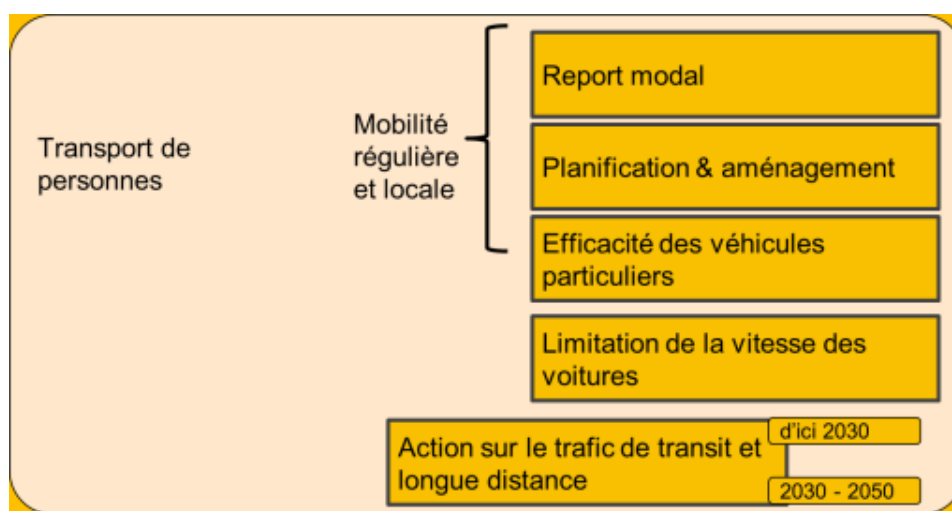 Transport de
personnes
Mobilité
régulière
et locale
Report modal
Planification & aménagement
Efficacité des véhicules
particuliers
Limitation de la vitesse des
voitures
Action sur le trafic de transit et
longue distance
d'ici 2030
2030 - 2050